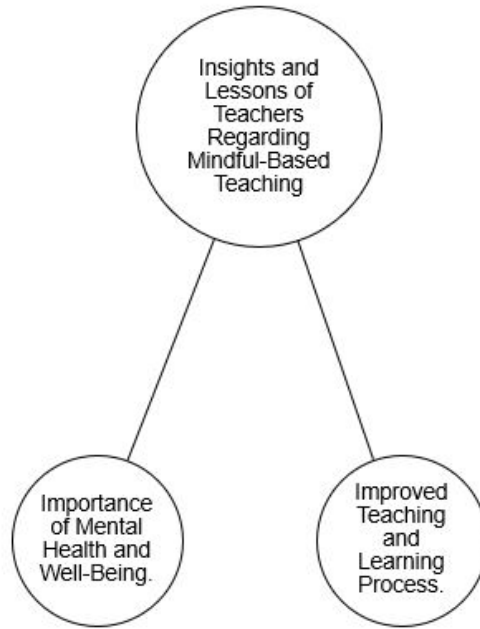 Insights and
Lessons of
Teachers
Regarding
Mindful-Based
Teaching
Importance
of Mental
Health and
Well-Being.
Improved
Teaching
and
Learning
Process.